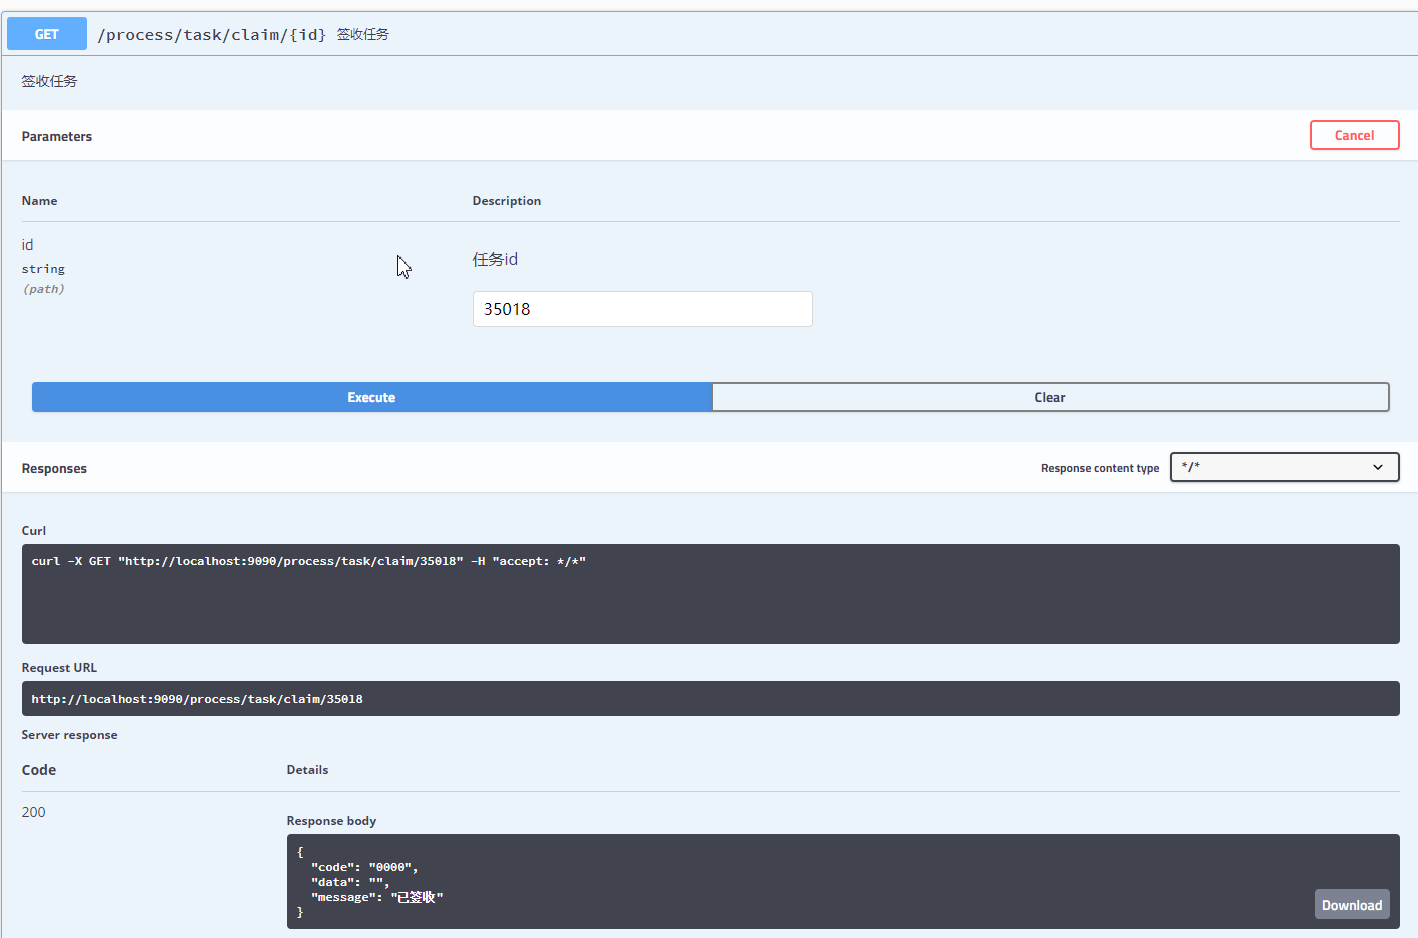 GET /process/task/claim/{id} 签收任务
签收任务
Parameters Cancel
Name Description
id
string
(path)
任务id
35018
Execute Clear
Responses Response content type */*
Curl
curl -X GET "http://localhost:9090/process/task/claim/35018" -H "accept: */*"
Request URL
http://localhost:9090/process/task/claim/35018
Server response
Code Details
200
Response body
{
  "code": "0000",
  "data": "",
  "message": "已签收"
}
Download